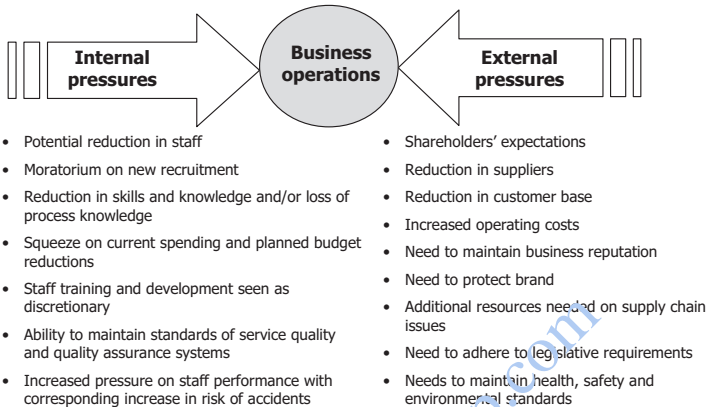 Internal
pressures
Business
operations
External
pressures
• Potential reduction in staff
• Moratorium on new recruitment
• Reduction in skills and knowledge and/or loss of
process knowledge
• Squeeze on current spending and planned budget
reductions
• Staff training and development seen as
discretionary
• Ability to maintain standards of service quality
and quality assurance systems
• Increased pressure on staff performance with
corresponding increase in risk of accidents
• Shareholders’ expectations
• Reduction in suppliers
• Reduction in customer base
• Increased operating costs
• Need to maintain business reputation
• Need to protect brand
• Additional resources needed on supply chain
issues
• Need to adhere to legislative requirements
• Needs to maintain health, safety and
environmental standards
.com